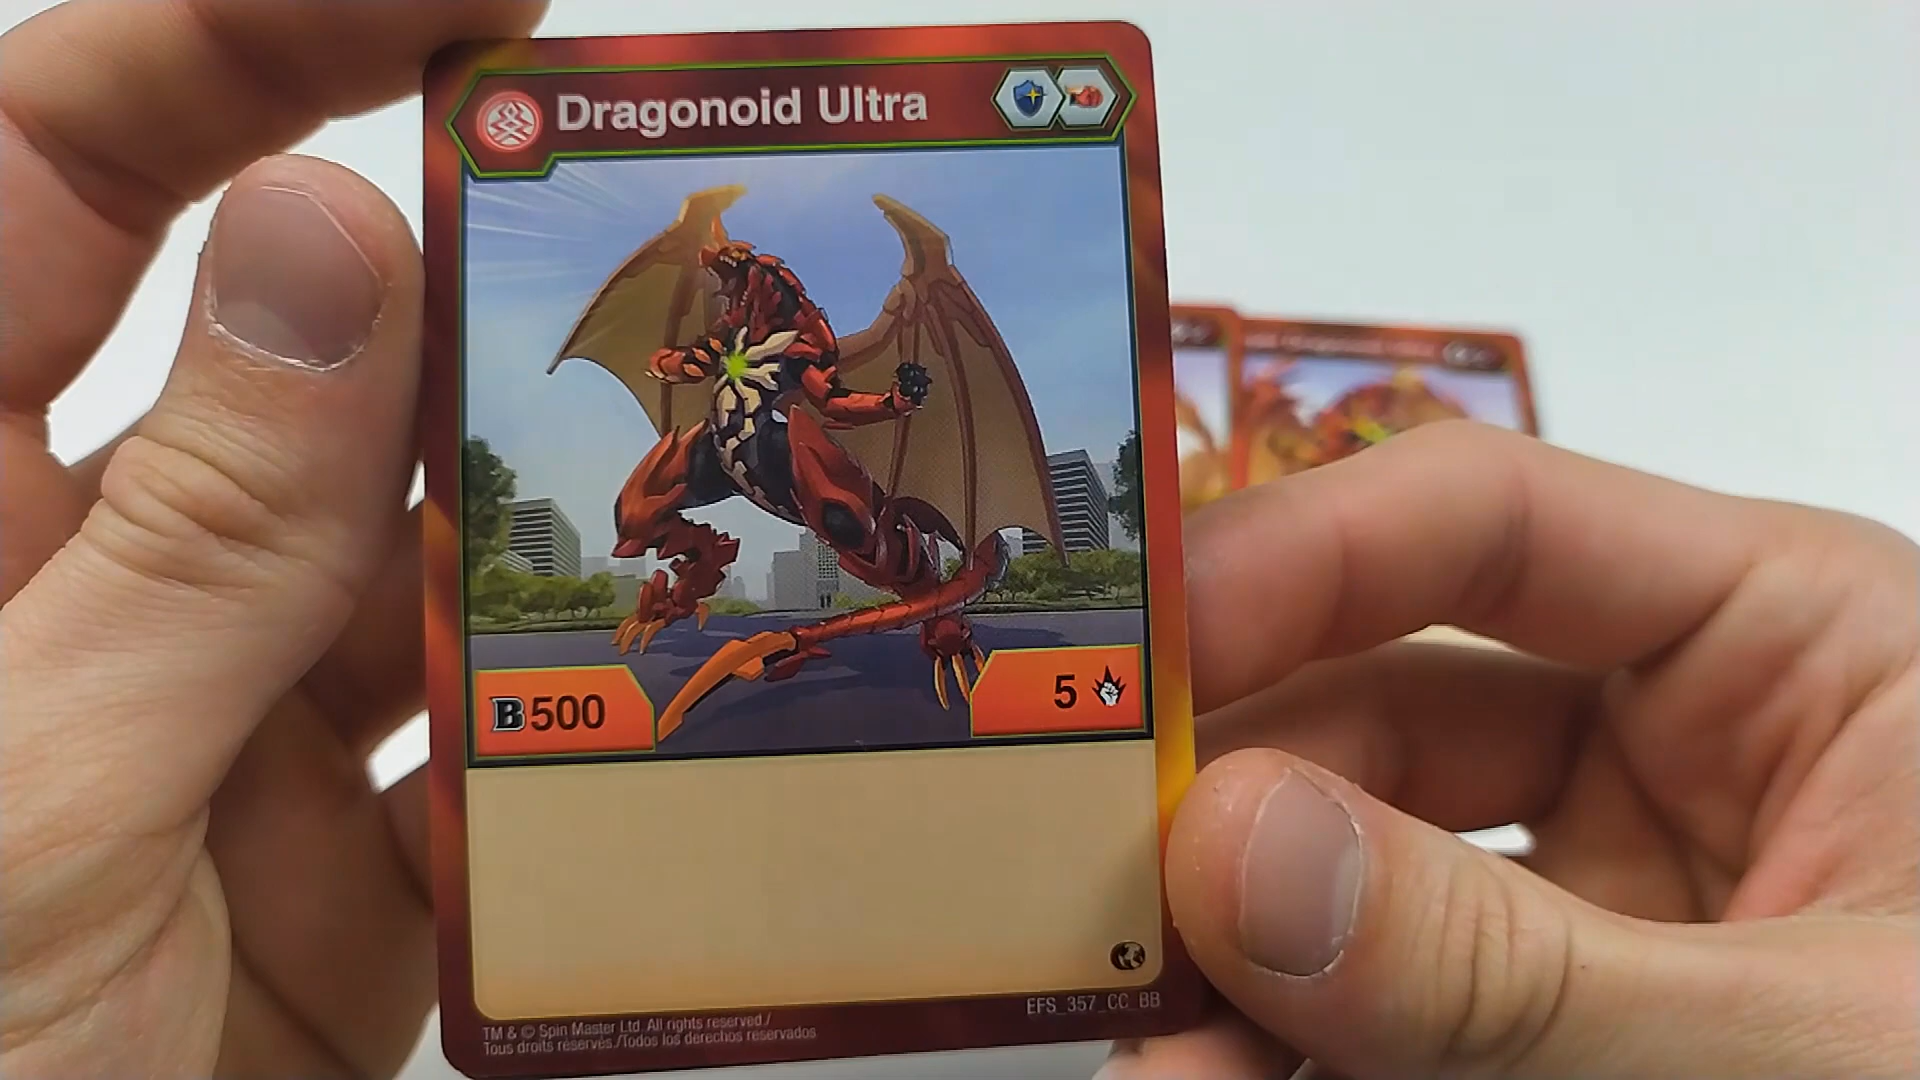 Dragonoid Ultra
B500
5
EFS_357_CC_BB
TM & © Spin Master Ltd. All rights reserved./
Tous droits réservés./Todos los derechos reservados